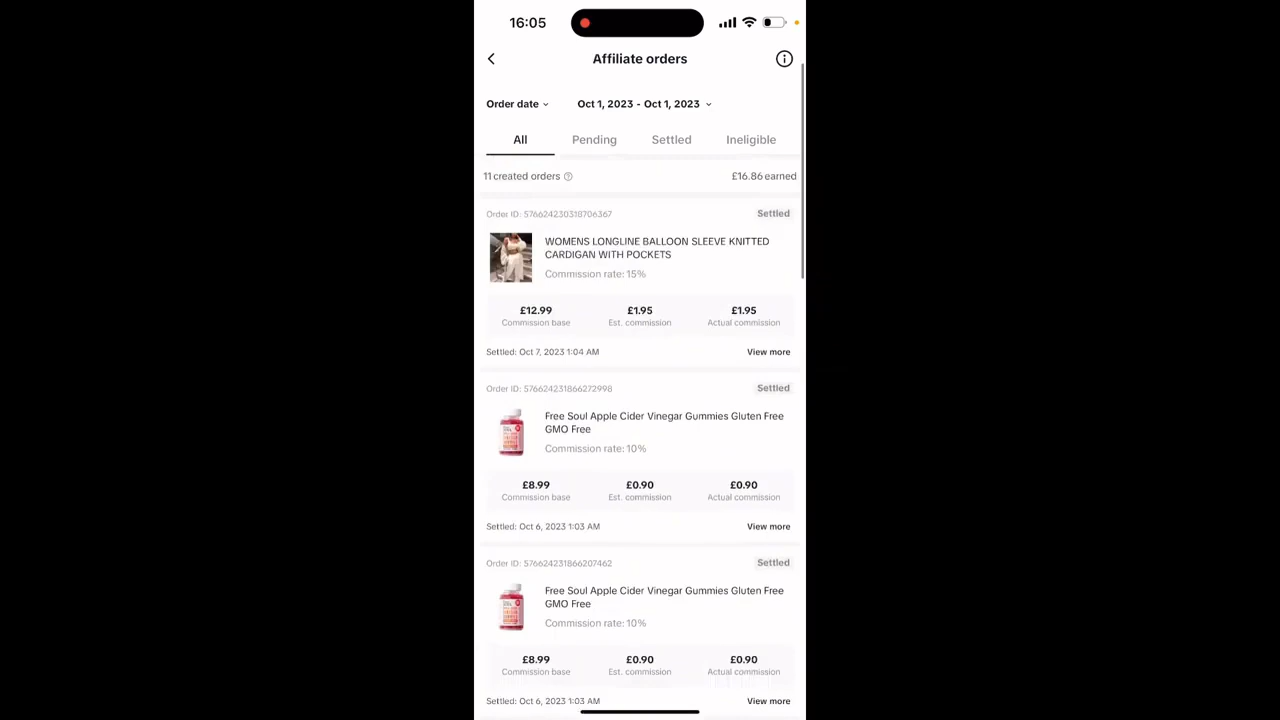 16:05
Affiliate orders
Order date
Oct 1, 2023 - Oct 1, 2023
All
Pending
Settled
Ineligible
11 created orders
£16.86 earned
Order ID: 576624230318706367
Settled
WOMENS LONGLINE BALLOON SLEEVE KNITTED
CARDIGAN WITH POCKETS
Commission rate: 15%
£12.99
£1.95
£1.95
Commission base
Est. commission
Actual commission
Settled: Oct 7, 2023 1:04 AM
View more
Order ID: 576624231866272998
Settled
Free Soul Apple Cider Vinegar Gummies Gluten Free
GMO Free
Commission rate: 10%
£8.99
£0.90
£0.90
Commission base
Est. commission
Actual commission
Settled: Oct 6, 2023 1:03 AM
View more
Order ID: 576624231866207462
Settled
Free Soul Apple Cider Vinegar Gummies Gluten Free
GMO Free
Commission rate: 10%
£8.99
£0.90
£0.90
Commission base
Est. commission
Actual commission
Settled: Oct 6, 2023 1:03 AM
View more